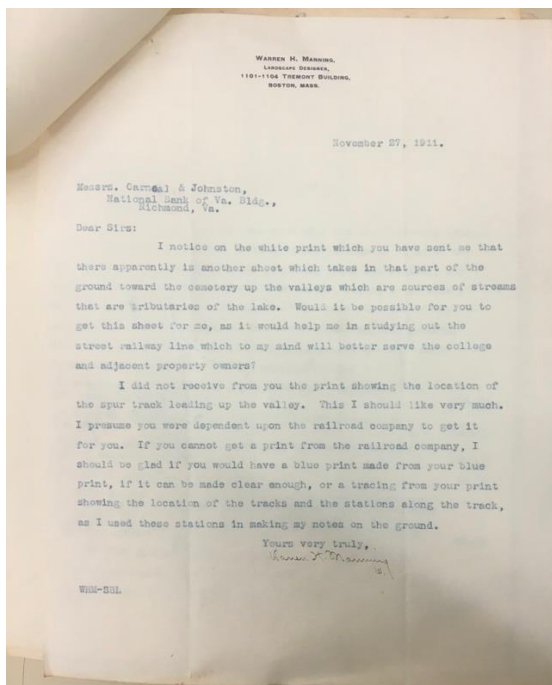 WARREN H. MANNING,
LANDSCAPE DESIGNER,
1101-1104 TREMONT BUILDING,
BOSTON, MASS.
November 27, 1911.
Messrs. Carneal & Johnston,
National Bank of Va. Bldg.,
Richmond, Va.
Dear Sirs:
I notice on the white print which you have sent me that
there apparently is another sheet which takes in that part of the
ground toward the cemetery up the valleys which are sources of streams
that are tributaries of the lake. Would it be possible for you to
get this sheet for me, as it would help me in studying out the
street railway line which to my mind will better serve the college
and adjacent property owners?
I did not receive from you the print showing the location of
the spur track leading up the valley. This I should like very much.
I presume you were dependent upon the railroad company to get it
for you. If you cannot get a print from the railroad company, I
should be glad if you would have a blue print made from your blue
print, if it can be made clear enough, or a tracing from your print
showing the location of the tracks and the stations along the track,
as I used these stations in making my notes on the ground.
Yours very truly,
Warren H. Manning
WHM-SBL